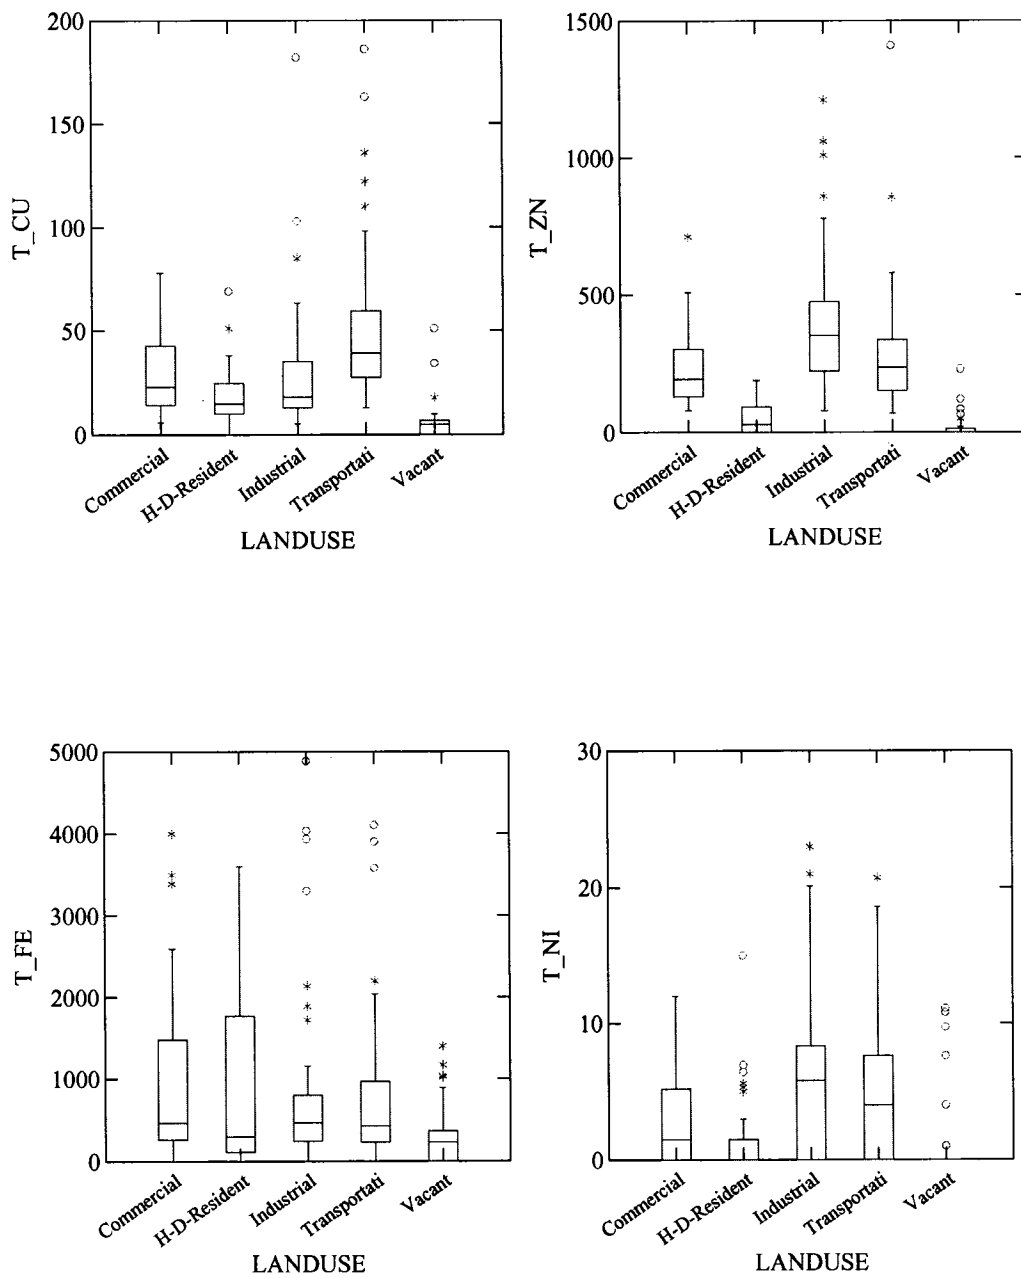 200
150
100
50
0
T_CU
Commercial
H-D-Resident
Industrial
Transportati
Vacant
LANDUSE
1500
1000
500
0
T_ZN
Commercial
H-D-Resident
Industrial
Transportati
Vacant
LANDUSE
5000
4000
3000
2000
1000
0
T_FE
Commercial
H-D-Resident
Industrial
Transportati
Vacant
LANDUSE
30
20
10
0
T_NI
Commercial
H-D-Resident
Industrial
Transportati
Vacant
LANDUSE